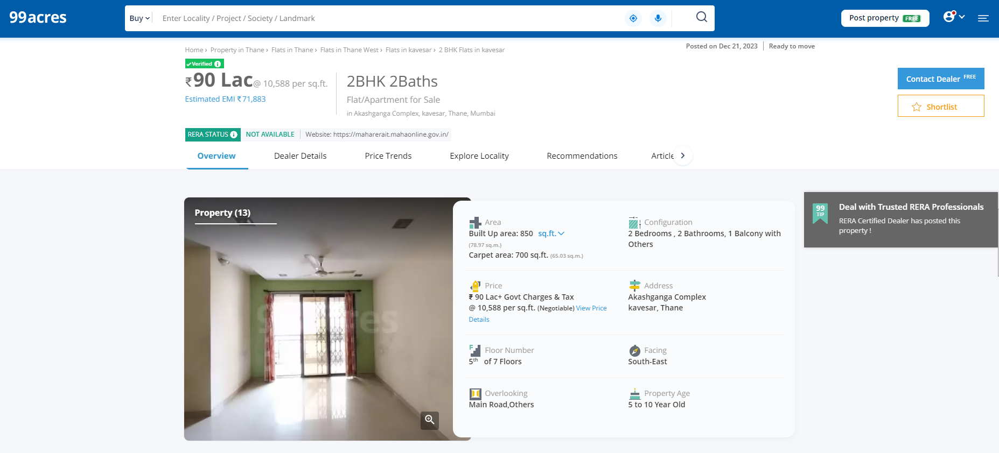 99acres
Buy
Enter Locality / Project / Society / Landmark
Post property FREE
Home › Property in Thane › Flats in Thane › Flats in Thane West › Flats in kavesar › 2 BHK Flats in kavesar
Posted on Dec 21, 2023 Ready to move
Verified
₹90 Lac @ 10,588 per sq.ft.
Estimated EMI ₹71,883
2BHK 2Baths
Flat/Apartment for Sale
in Akashganga Complex, kavesar, Thane, Mumbai
Contact Dealer FREE
Shortlist
RERA STATUS NOT AVAILABLE Website: https://maharerait.mahaonline.gov.in/
Overview Dealer Details Price Trends Explore Locality Recommendations Article
Property (13)
Area
Built Up area: 850 sq.ft.
(78.97 sq.m.)
Carpet area: 700 sq.ft. (65.03 sq.m.)
Configuration
2 Bedrooms , 2 Bathrooms, 1 Balcony with
Others
Price
₹ 90 Lac+ Govt Charges & Tax
@ 10,588 per sq.ft. (Negotiable) View Price
Details
Address
Akashganga Complex
kavesar, Thane
Floor Number
5th of 7 Floors
Facing
South-East
Overlooking
Main Road,Others
Property Age
5 to 10 Year Old
99
TIP
Deal with Trusted RERA Professionals
RERA Certified Dealer has posted this
property !